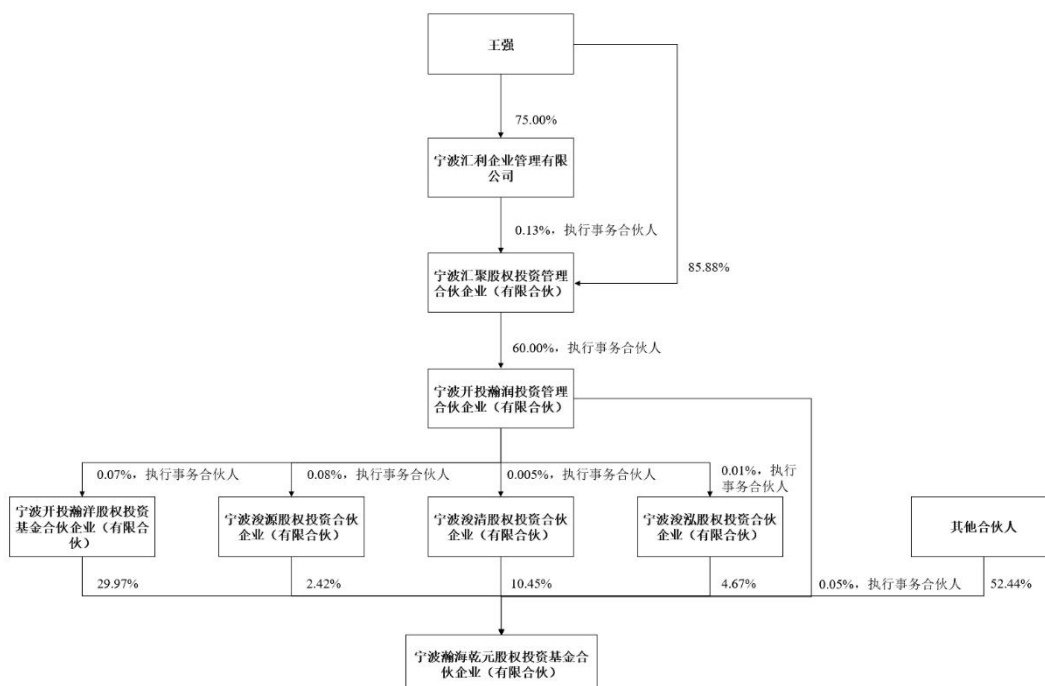 王强
75.00%
宁波汇利企业管理有限
公司
0.13%，执行事务合伙人
85.88%
宁波汇聚股权投资管理
合伙企业（有限合伙）
60.00%，执行事务合伙人
宁波开投瀚润投资管理
合伙企业（有限合伙）
0.07%，执行事务合伙人
0.08%，执行事务合伙人
0.005%，执行事务合伙人
0.01%，执行
事务合伙人
宁波开投瀚洋股权投资
基金合伙企业（有限合
伙）
宁波浚源股权投资合伙
企业（有限合伙）
宁波浚清股权投资合伙
企业（有限合伙）
宁波浚泓股权投资合伙
企业（有限合伙）
其他合伙人
29.97%
2.42%
10.45%
4.67%
0.05%，执行事务合伙人
52.44%
宁波瀚海乾元股权投资基金合
伙企业（有限合伙）